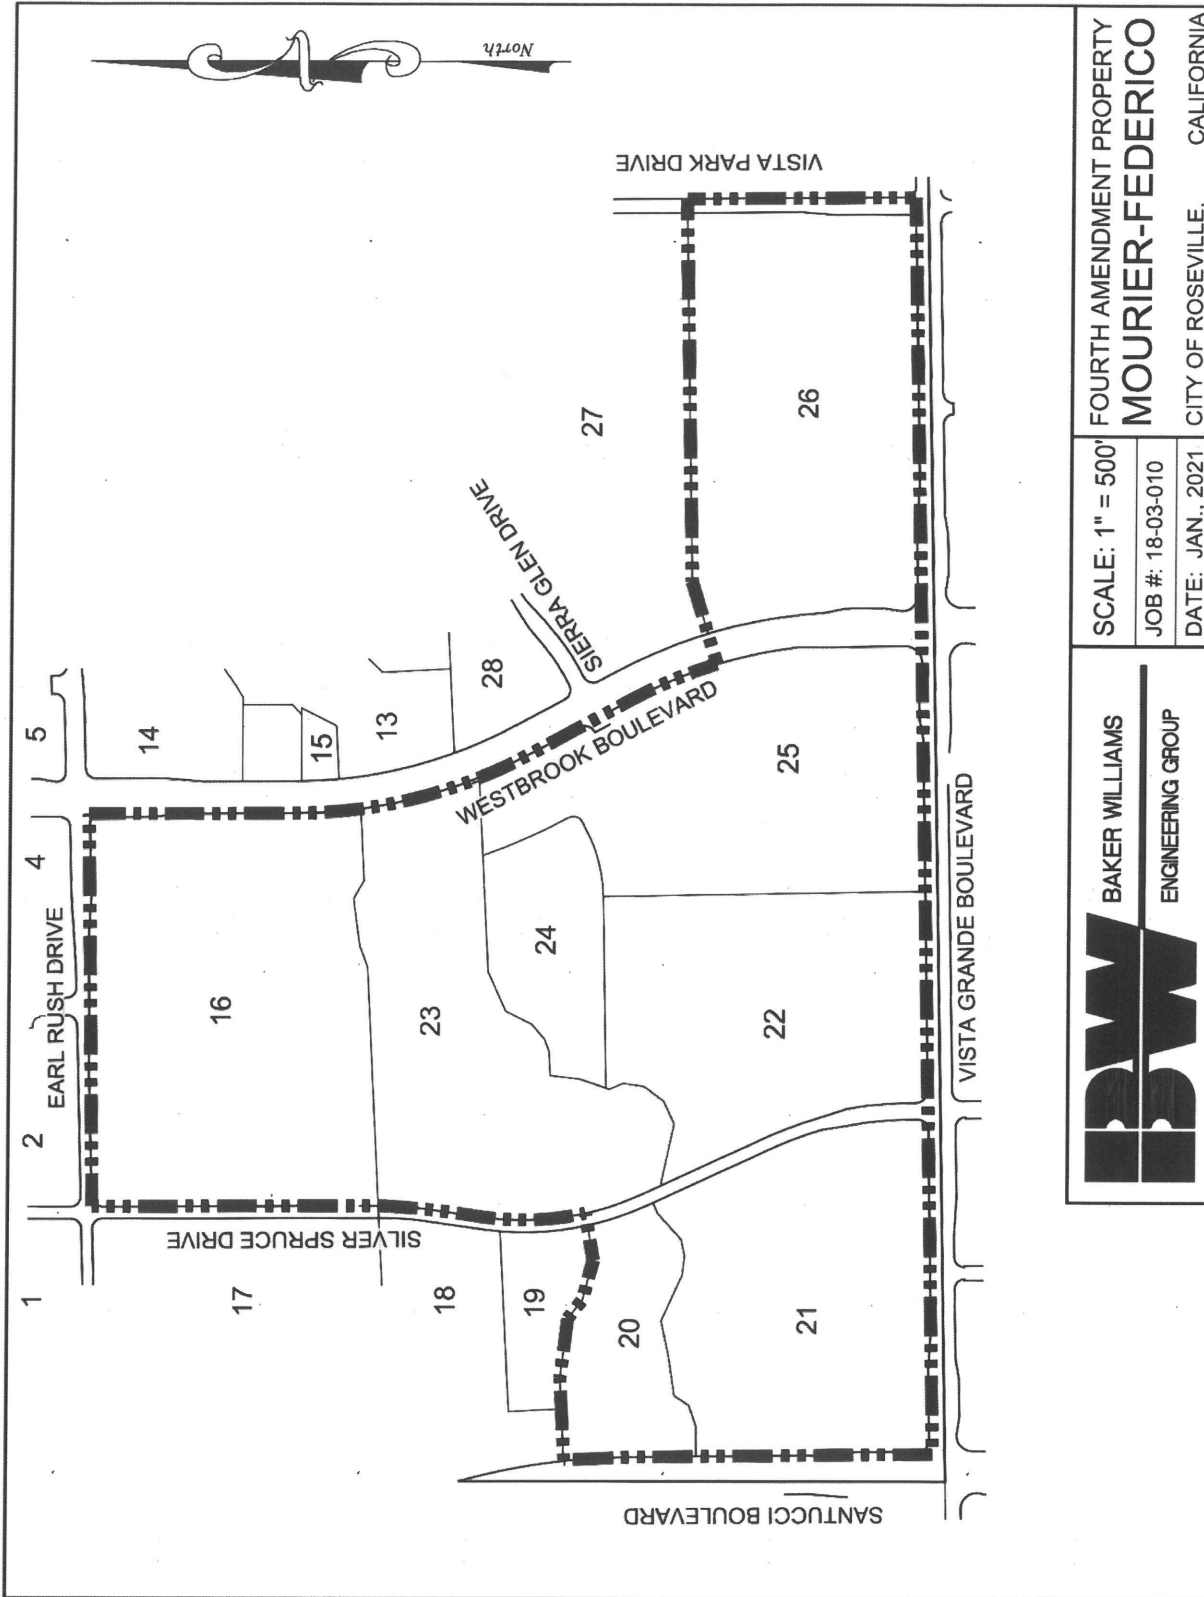 North
1
2
4
5
EARL RUSH DRIVE
14
15
13
28
16
17
SILVER SPRUCE DRIVE
18
19
20
21
22
23
24
25
26
27
WESTBROOK BOULEVARD
SIERRA GLEN DRIVE
VISTA PARK DRIVE
SANTUCCI BOULEVARD
VISTA GRANDE BOULEVARD
BW
BAKER WILLIAMS
ENGINEERING GROUP
SCALE: 1" = 500'
JOB #: 18-03-010
DATE: JAN., 2021
FOURTH AMENDMENT PROPERTY
MOURIER-FEDERICO
CITY OF ROSEVILLE, CALIFORNIA